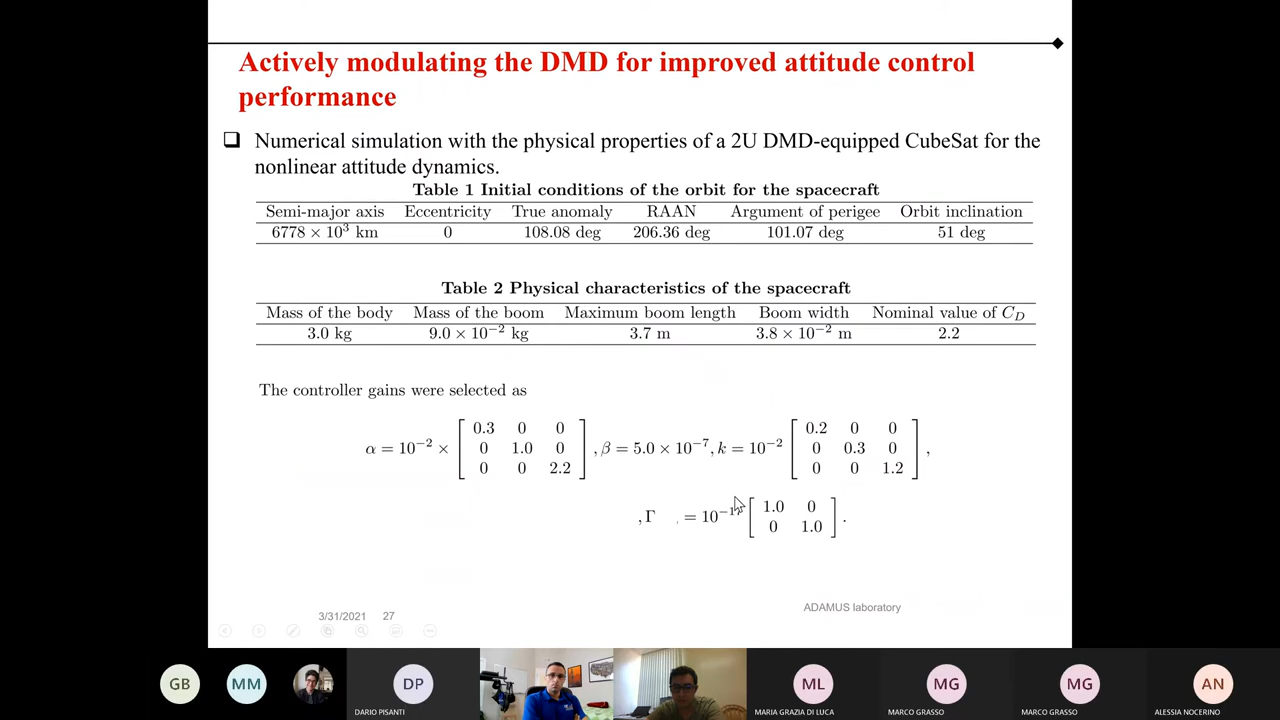 Actively modulating the DMD for improved attitude control
performance
❑ Numerical simulation with the physical properties of a 2U DMD-equipped CubeSat for the
nonlinear attitude dynamics.
Table 1 Initial conditions of the orbit for the spacecraft
Semi-major axis Eccentricity True anomaly RAAN Argument of perigee Orbit inclination
6778 × 10³ km 0 108.08 deg 206.36 deg 101.07 deg 51 deg
Table 2 Physical characteristics of the spacecraft
Mass of the body Mass of the boom Maximum boom length Boom width Nominal value of C_D
3.0 kg 9.0 × 10⁻² kg 3.7 m 3.8 × 10⁻² m 2.2
The controller gains were selected as
0.3 0 0 0.2 0 0
α = 10⁻² × 0 1.0 0 , β = 5.0 × 10⁻⁷, k = 10⁻² 0 0.3 0 ,
0 0 2.2 0 0 1.2
1.0 0
, Γ = 10 .
0 1.0
ADAMUS laboratory
3/31/2021 27
GB MM DP ML MG MG AN
DARIO PISANTI MARIA GRAZIA DI LUCA MARCO GRASSO MARCO GRASSO ALESSIA NOCERINO